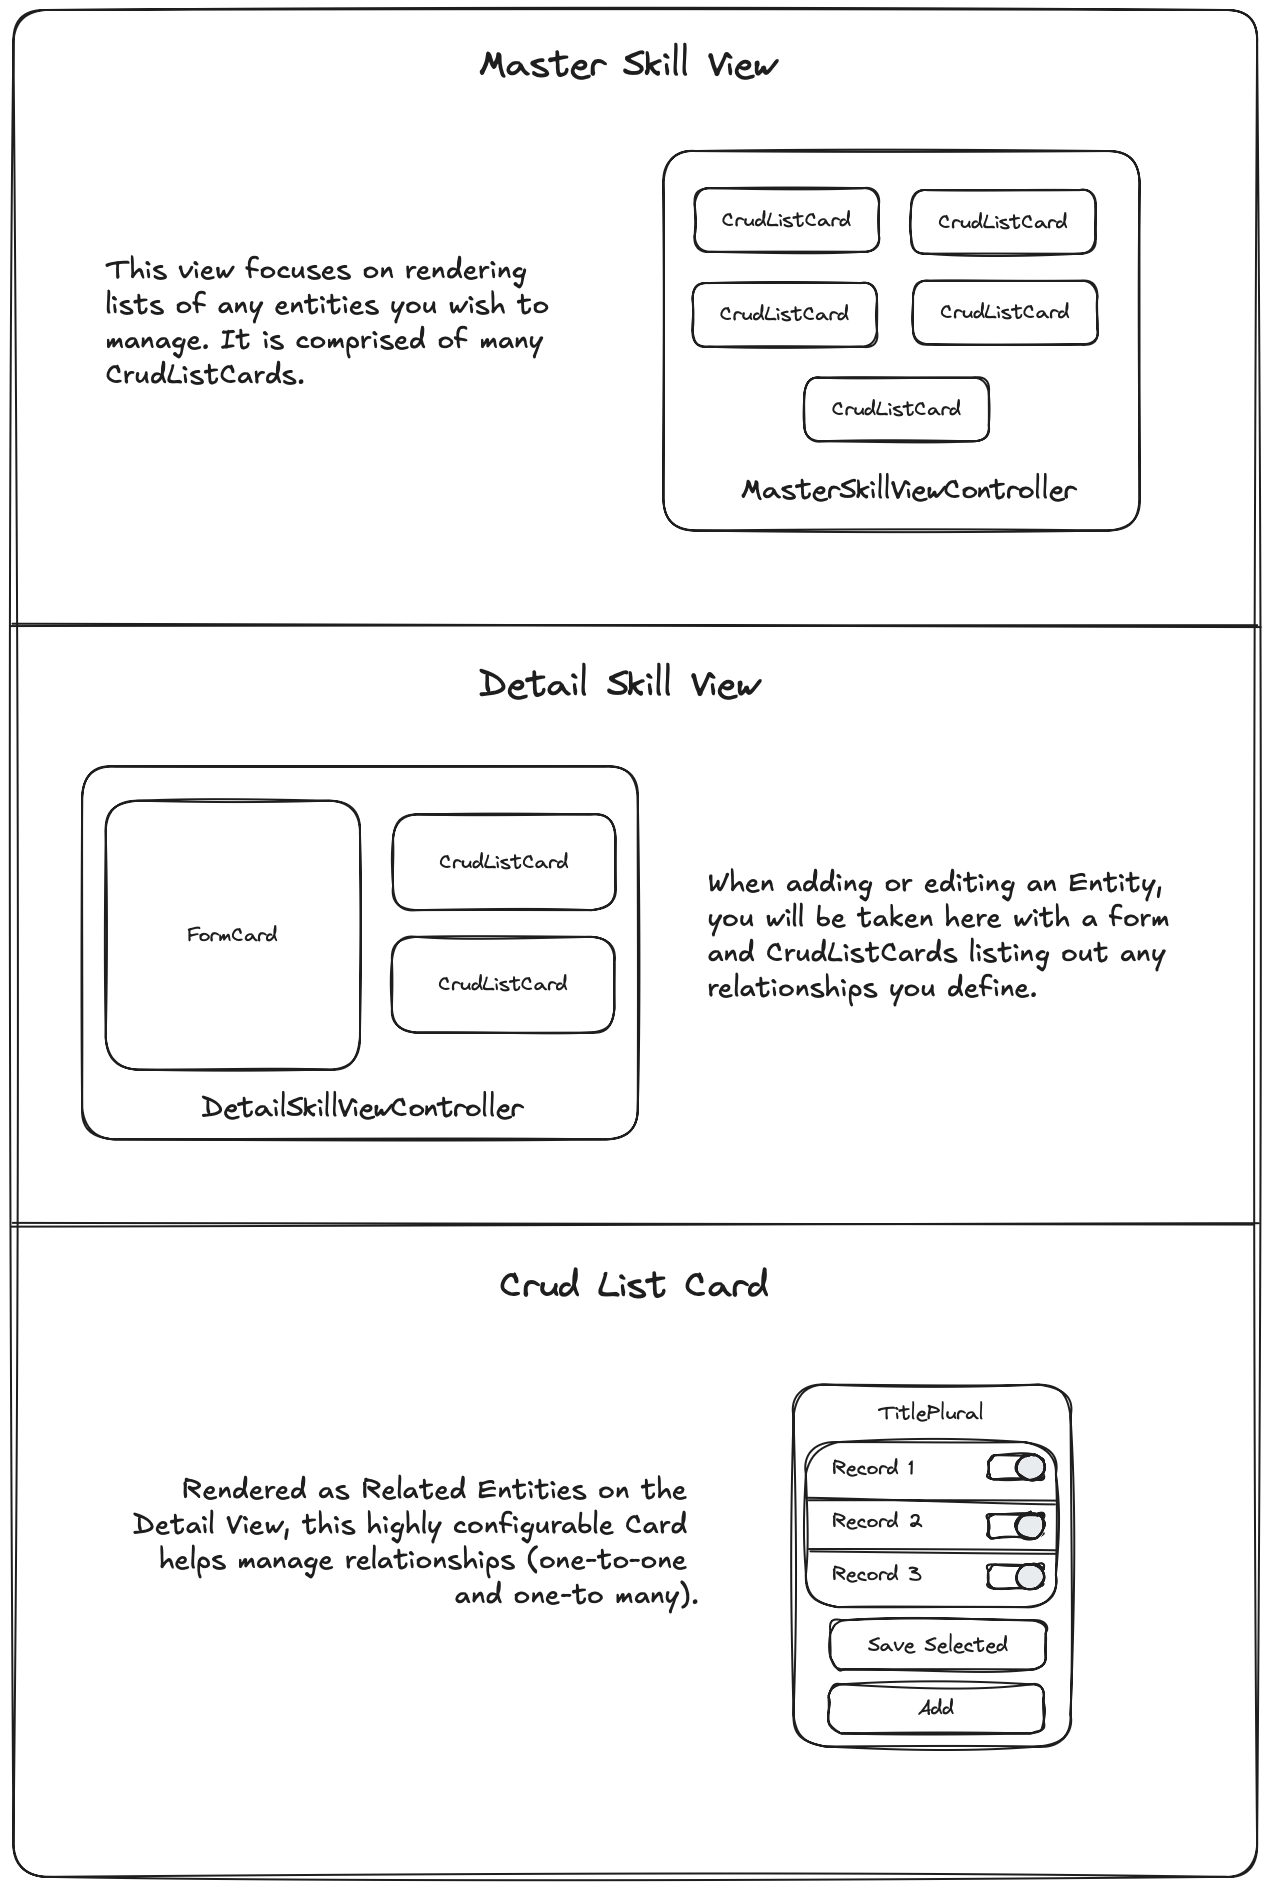 Master Skill View
This view focuses on rendering
lists of any entities you wish to
manage. It is comprised of many
CrudListCards.
CrudListCard
CrudListCard
CrudListCard
CrudListCard
CrudListCard
MasterSkillViewController
Detail Skill View
FormCard
CrudListCard
CrudListCard
DetailSkillViewController
When adding or editing an Entity,
you will be taken here with a form
and CrudListCards listing out any
relationships you define.
Crud List Card
Rendered as Related Entities on the
Detail View, this highly configurable Card
helps manage relationships (one-to-one
and one-to many).
TitlePlural
Record 1
Record 2
Record 3
Save Selected
Add